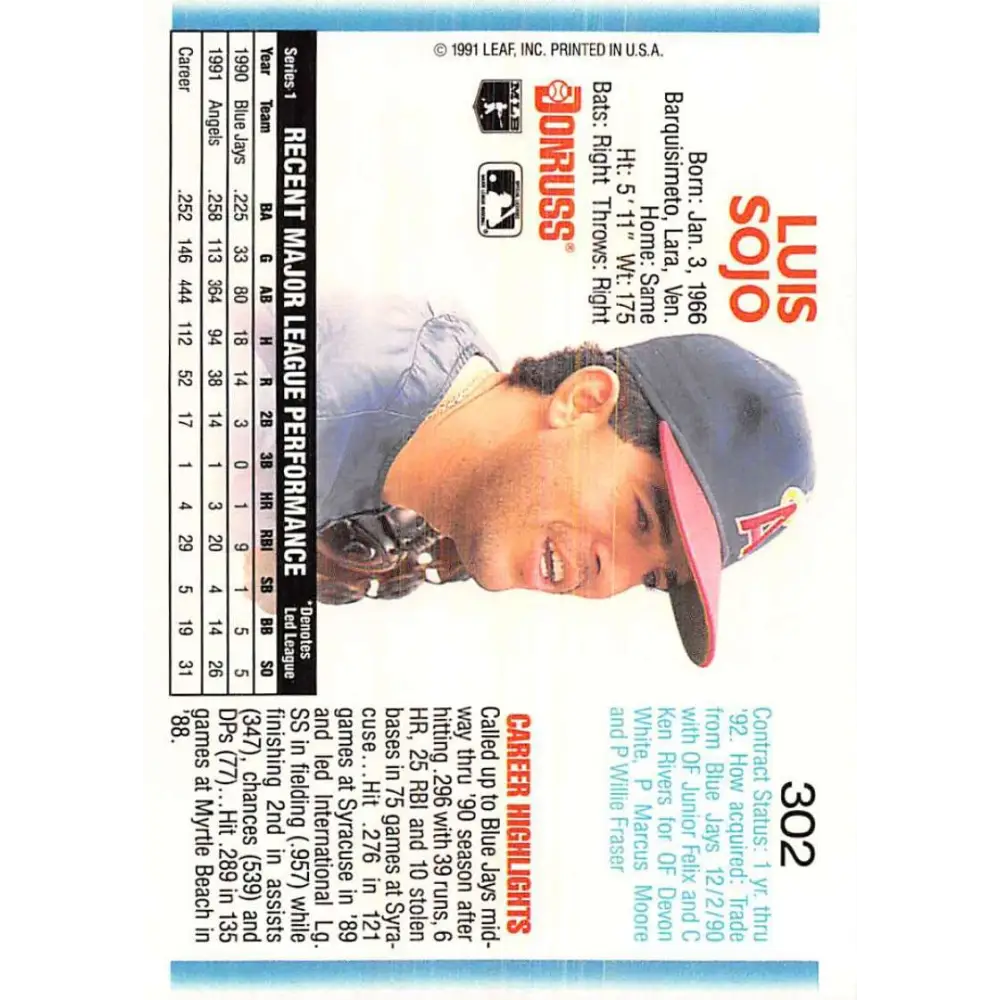 302
LUIS
SOJO
Born: Jan. 3, 1966
Barquisimeto, Lara, Ven.
Home: Same
Ht: 5'11" Wt: 175
Bats: Right Throws: Right
DONRUSS®
MLB
© 1991 LEAF, INC. PRINTED IN U.S.A.
A
Contract Status: 1 yr. thru
'92. How acquired: Trade
from Blue Jays 12/2/90
with OF Junior Felix and C
Ken Rivers for OF Devon
White, P Marcus Moore
and P Willie Fraser
CAREER HIGHLIGHTS
Called up to Blue Jays mid-
way thru '90 season after
hitting .296 with 39 runs, 6
HR, 25 RBI and 10 stolen
bases in 75 games at Syra-
cuse...Hit .276 in 121
games at Syracuse in '89
and led International Lg.
SS in fielding (.957) while
finishing 2nd in assists
(347), chances (539) and
DPs (77)...Hit .289 in 135
games at Myrtle Beach in
'88.
Series 1 RECENT MAJOR LEAGUE PERFORMANCE *Denotes
Led League
Year Team BA G AB H R 2B 3B HR RBI SB BB SO
1990 Blue Jays .225 33 80 18 14 3 0 1 9 1 5 5
1991 Angels .258 113 364 94 38 14 1 3 20 4 14 26
Career .252 146 444 112 52 17 1 4 29 5 19 31